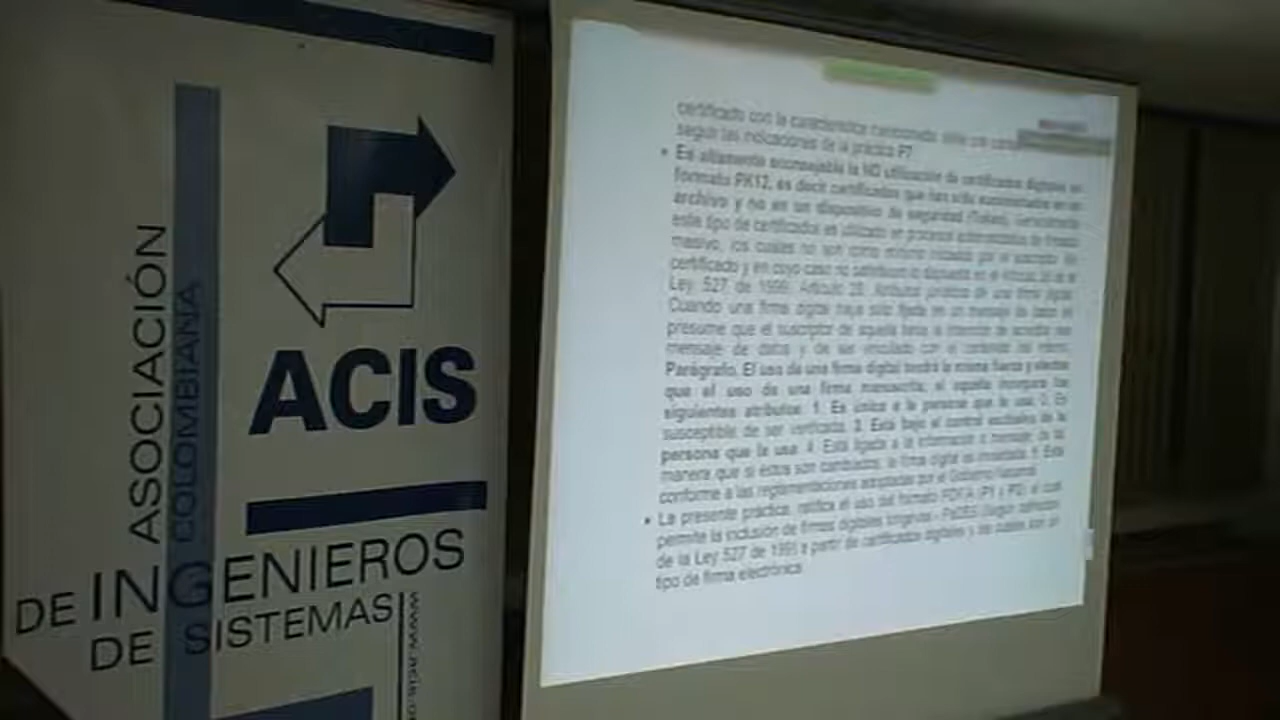 ASOCIACIÓN
COLOMBIANA
ACIS
DE INGENIEROS
DE SISTEMAS
www.acis.
certificado con la característica mencionada
según las indicaciones de la práctica P7
• Es altamente aconsejable la NO utilización de certificados digitales en
formato PK12, es decir certificados que han sido suministrados en un
archivo y no en un dispositivo de seguridad (Token). Generalmente
este tipo de certificados es utilizado en procesos automatizados de firmado
masivo, los cuales no son como mínimo iniciados por el suscriptor del
certificado y en cuyo caso no satisfacen lo dispuesto en el Artículo 28 de la
Ley 527 de 1999. Artículo 28. Atributos jurídicos de una firma digital.
Cuando una firma digital haya sido fijada en un mensaje de datos se
presume que el suscriptor de aquella tenía la intención de acreditar ese
mensaje de datos y de ser vinculado con el contenido del mismo.
Parágrafo. El uso de una firma digital tendrá la misma fuerza y efectos
que el uso de una firma manuscrita, si aquella incorpora los
siguientes atributos: 1. Es única a la persona que la usa. 2. Es
susceptible de ser verificada. 3. Está bajo el control exclusivo de la
persona que la usa. 4. Está ligada a la información o mensaje, de tal
manera que si éstos son cambiados, la firma digital es invalidada. 5. Está
conforme a las reglamentaciones adoptadas por el Gobierno Nacional.
• La presente práctica, ratifica el uso del formato PDF/A (P1 y P2), el cual
permite la inclusión de firmas digitales longevas - PAdES (según definición
de la Ley 527 de 1999 a partir de certificados digitales y las cuales son un
tipo de firma electrónica